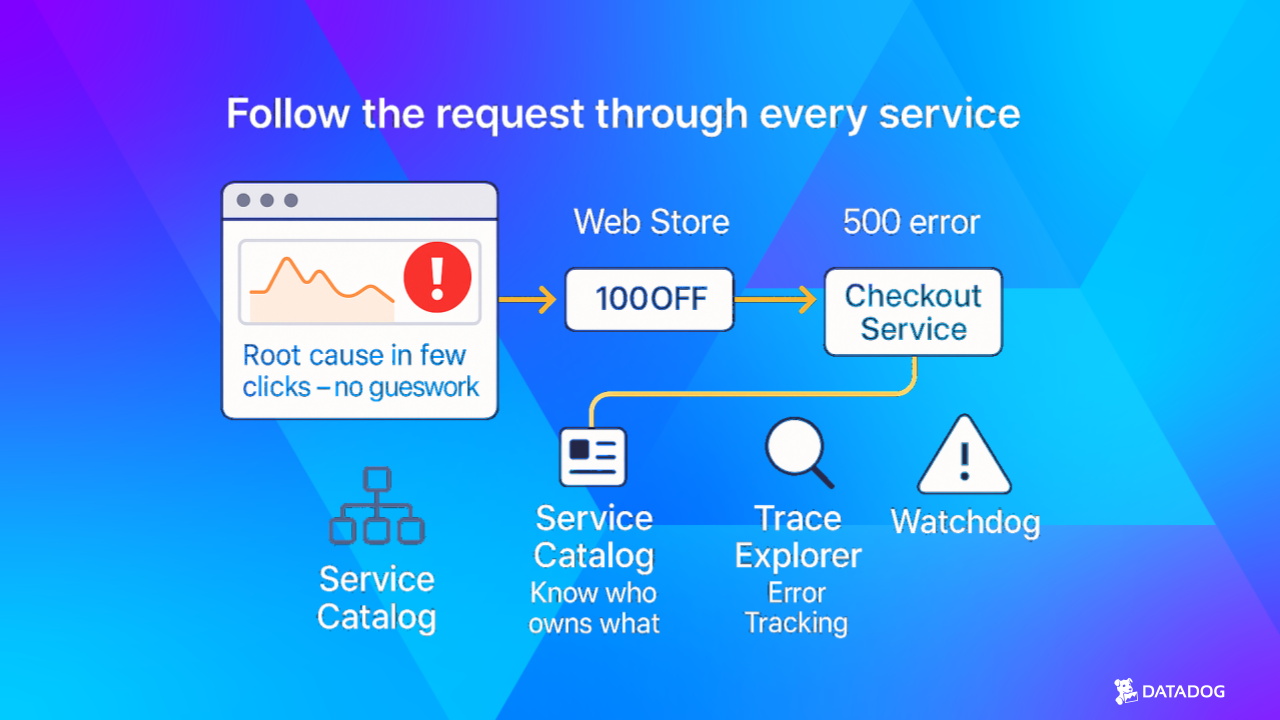 Follow the request through every service
Web Store
500 error
!
100OFF
Checkout
Service
Root cause in few
clicks – no guesswork
!
Service
Catalog
Service
Catalog
Know who
owns what
Trace
Explorer
Error
Tracking
Watchdog
DATADOG